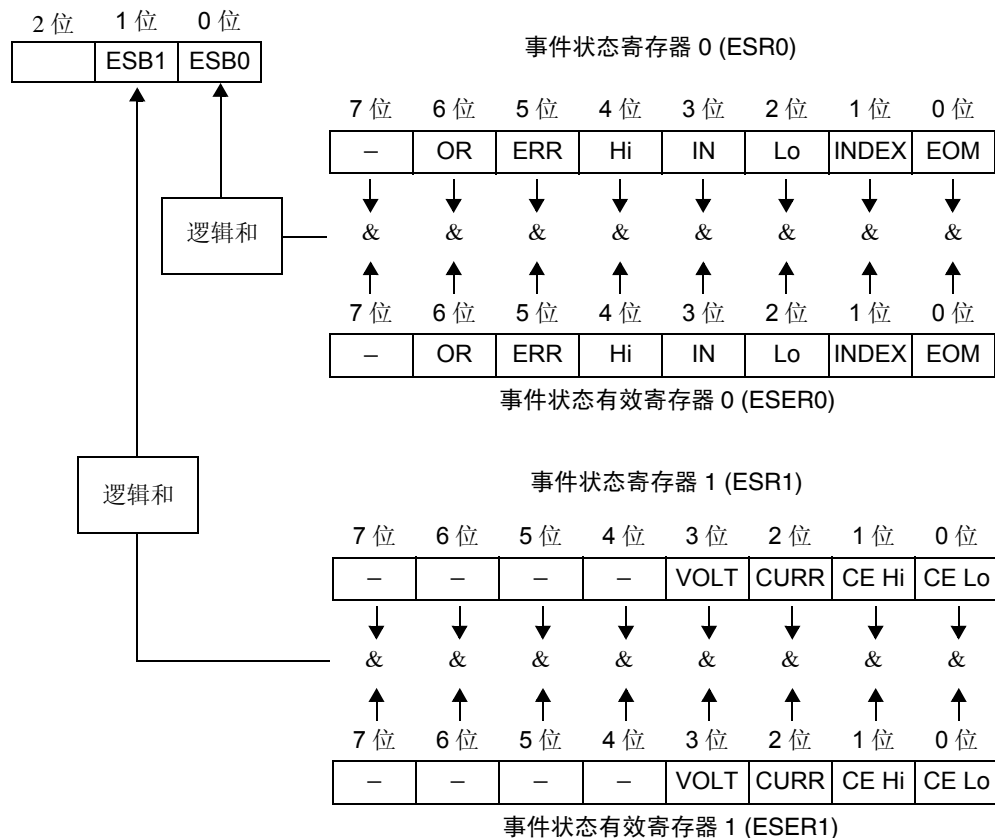 2 位 1 位 0 位
ESB1 ESB0
事件状态寄存器 0 (ESR0)
7 位 6 位 5 位 4 位 3 位 2 位 1 位 0 位
– OR ERR Hi IN Lo INDEX EOM
逻辑和
& & & & & & & &
7 位 6 位 5 位 4 位 3 位 2 位 1 位 0 位
– OR ERR Hi IN Lo INDEX EOM
事件状态有效寄存器 0 (ESER0)
逻辑和
事件状态寄存器 1 (ESR1)
7 位 6 位 5 位 4 位 3 位 2 位 1 位 0 位
– – – – VOLT CURR CE Hi CE Lo
& & & & & & & &
7 位 6 位 5 位 4 位 3 位 2 位 1 位 0 位
– – – – VOLT CURR CE Hi CE Lo
事件状态有效寄存器 1 (ESER1)